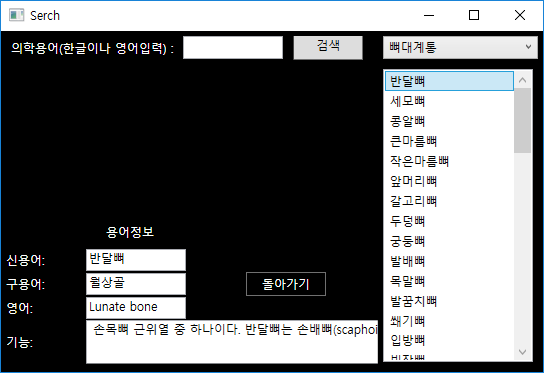 Serch
의학용어(한글이나 영어입력) :
검색
뼈대계통
반달뼈
세모뼈
콩알뼈
큰마름뼈
작은마름뼈
앞머리뼈
갈고리뼈
두덩뼈
궁둥뼈
발배뼈
목말뼈
발꿈치뼈
쐐기뼈
입방뼈
용어정보
신용어: 반달뼈
구용어: 월상골
돌아가기
영어: Lunate bone
기능: 손목뼈 근위열 중 하나이다. 반달뼈는 손배뼈(scaphoi